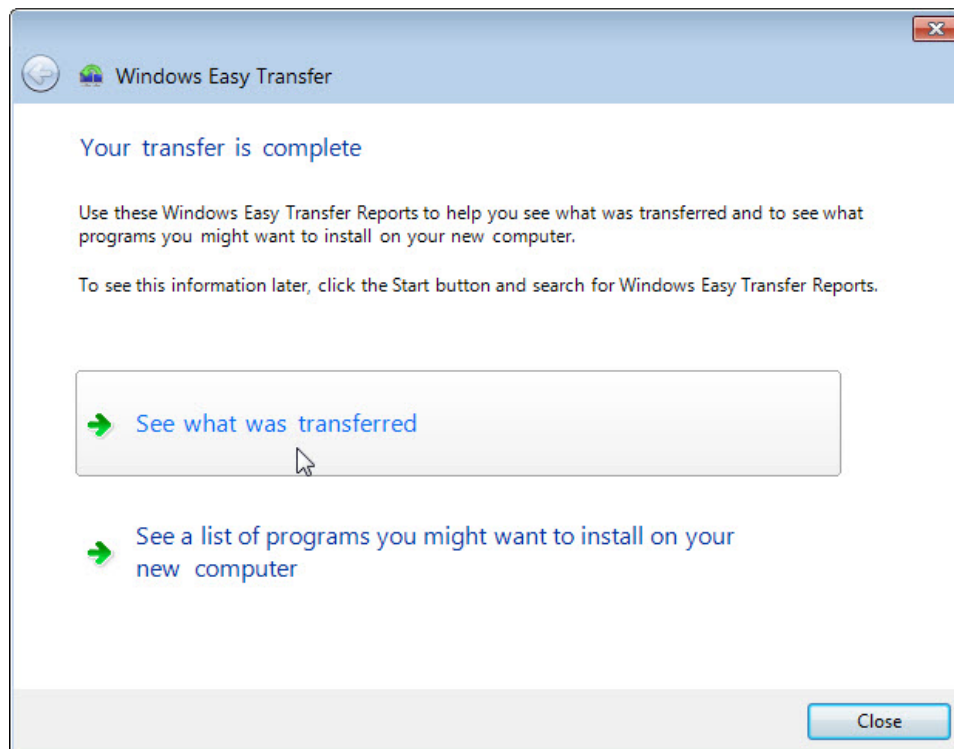 Windows Easy Transfer
Your transfer is complete
Use these Windows Easy Transfer Reports to help you see what was transferred and to see what
programs you might want to install on your new computer.
To see this information later, click the Start button and search for Windows Easy Transfer Reports.
See what was transferred
See a list of programs you might want to install on your
new computer
Close